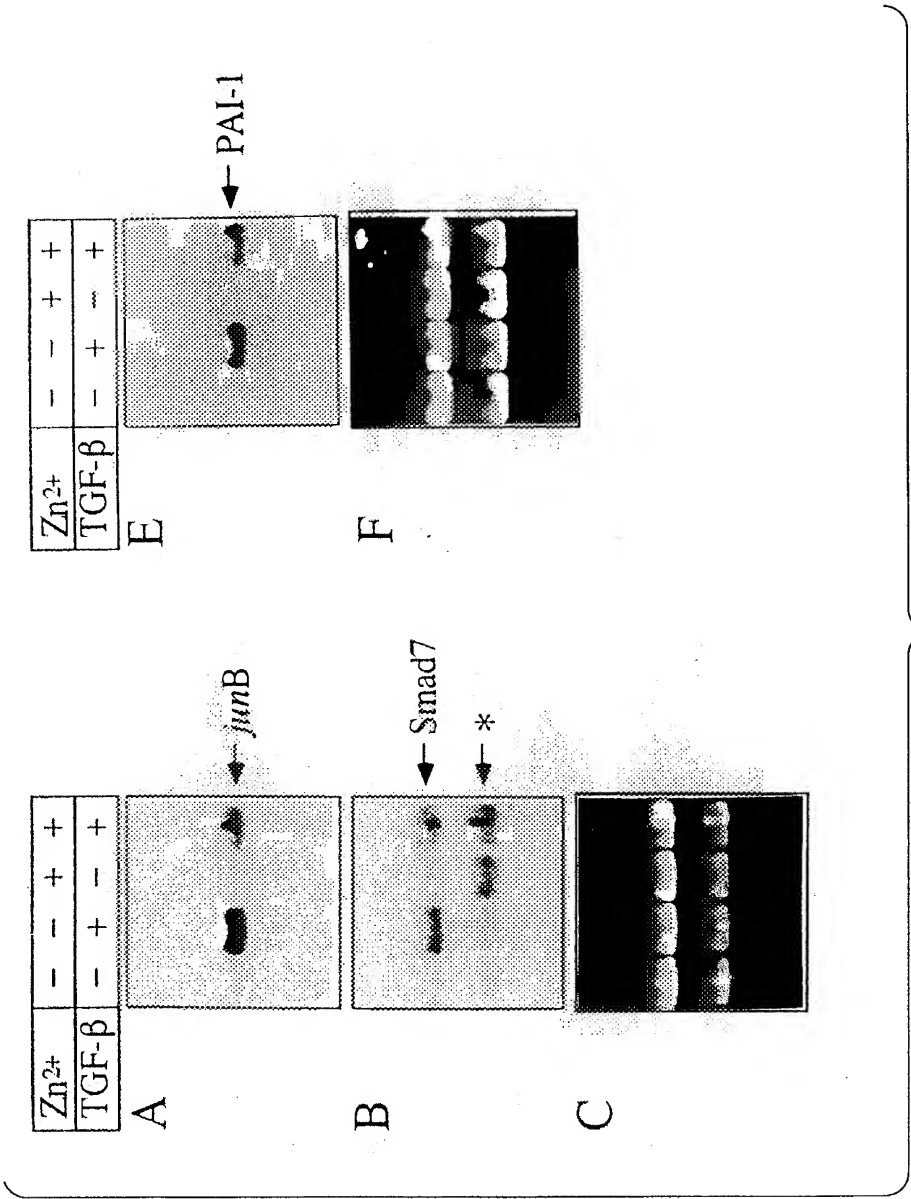 Zn2+ − − + +
TGF-β − + − +
A
junB
B
Smad7
*
C
Zn2+ − − + +
TGF-β − + − +
E
PAI-1
F